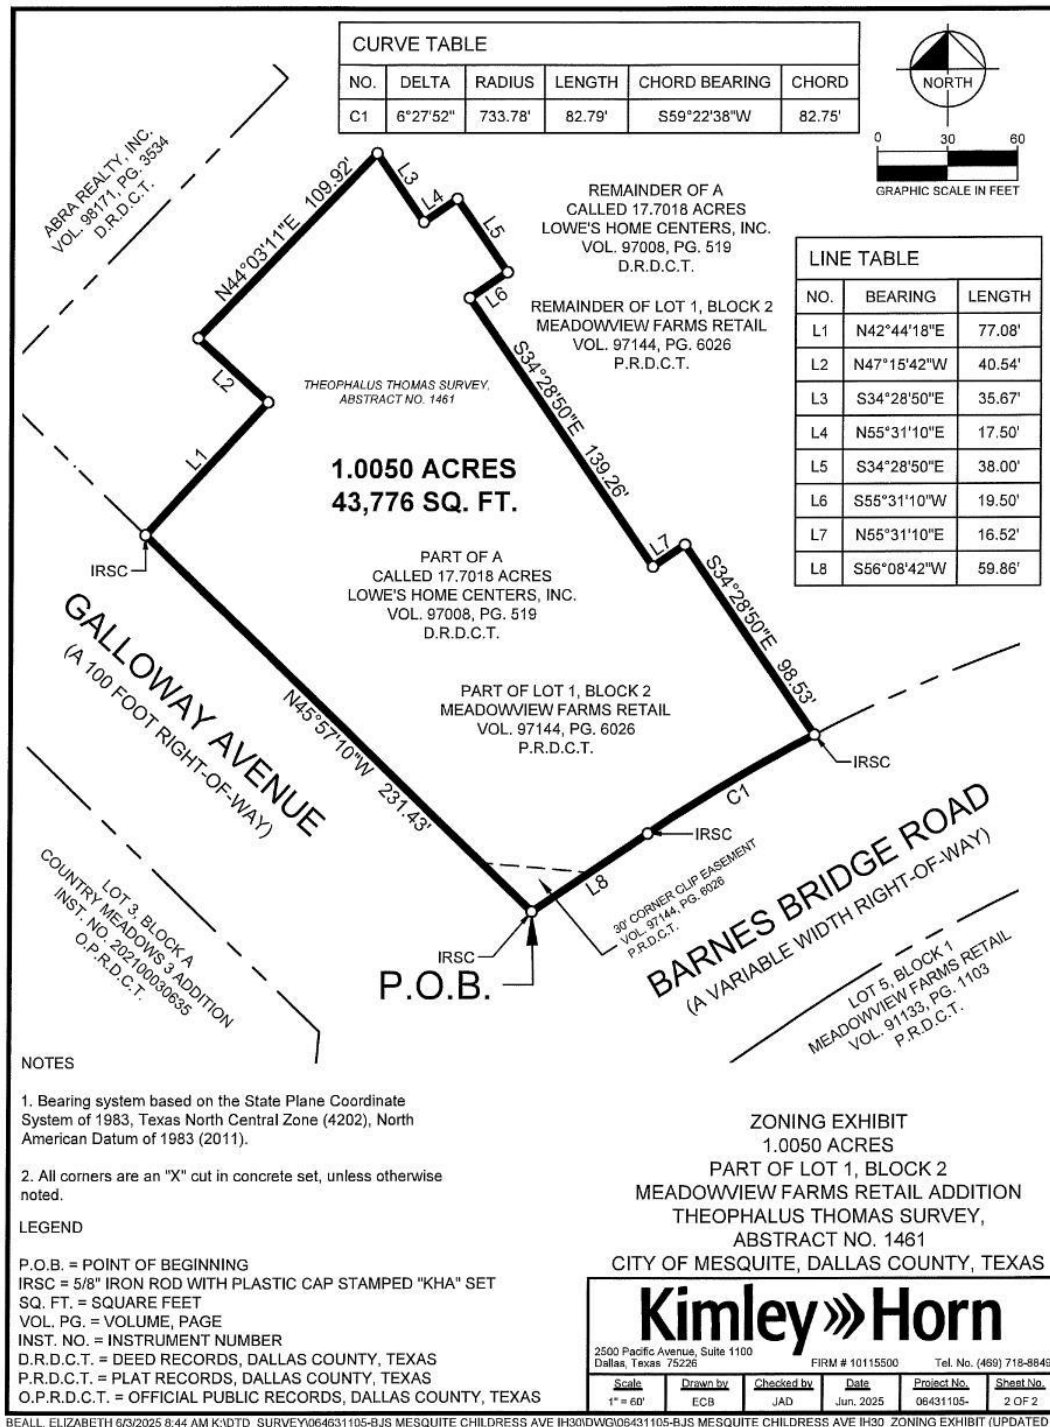 CURVE TABLE
NO. DELTA RADIUS LENGTH CHORD BEARING CHORD
C1 6°27'52" 733.78' 82.79' S59°22'38"W 82.75'
NORTH
0 30 60
GRAPHIC SCALE IN FEET
ABRA REALTY, INC.
VOL. 98171, PG. 3534
D.R.D.C.T.
N44°03'11"E 109.92'
L3
L4
L5
L6
REMAINDER OF A
CALLED 17.7018 ACRES
LOWE'S HOME CENTERS, INC.
VOL. 97008, PG. 519
D.R.D.C.T.
REMAINDER OF LOT 1, BLOCK 2
MEADOWVIEW FARMS RETAIL
VOL. 97144, PG. 6026
P.R.D.C.T.
LINE TABLE
NO. BEARING LENGTH
L1 N42°44'18"E 77.08'
L2 N47°15'42"W 40.54'
L3 S34°28'50"E 35.67'
L4 N55°31'10"E 17.50'
L5 S34°28'50"E 38.00'
L6 S55°31'10"W 19.50'
L7 N55°31'10"E 16.52'
L8 S56°08'42"W 59.86'
L2
L1
THEOPHALUS THOMAS SURVEY,
ABSTRACT NO. 1461
S34°28'50"E 139.26'
1.0050 ACRES
43,776 SQ. FT.
L7
S34°28'50"E 98.53'
IRSC
PART OF A
CALLED 17.7018 ACRES
LOWE'S HOME CENTERS, INC.
VOL. 97008, PG. 519
D.R.D.C.T.
GALLOWAY AVENUE
(A 100 FOOT RIGHT-OF-WAY)
N45°57'10"W 231.43'
PART OF LOT 1, BLOCK 2
MEADOWVIEW FARMS RETAIL
VOL. 97144, PG. 6026
P.R.D.C.T.
IRSC
C1
IRSC
L8
30' CORNER CLIP EASEMENT
VOL. 97144, PG. 6026
P.R.D.C.T.
BARNES BRIDGE ROAD
(A VARIABLE WIDTH RIGHT-OF-WAY)
LOT 3, BLOCK A
COUNTRY MEADOWS 3 ADDITION
INST. NO. 202100030635
O.P.R.D.C.T.
IRSC
P.O.B.
LOT 5, BLOCK 1
MEADOWVIEW FARMS RETAIL
VOL. 91133, PG. 1103
P.R.D.C.T.
NOTES
1. Bearing system based on the State Plane Coordinate
System of 1983, Texas North Central Zone (4202), North
American Datum of 1983 (2011).
2. All corners are an "X" cut in concrete set, unless otherwise
noted.
LEGEND
P.O.B. = POINT OF BEGINNING
IRSC = 5/8" IRON ROD WITH PLASTIC CAP STAMPED "KHA" SET
SQ. FT. = SQUARE FEET
VOL. PG. = VOLUME, PAGE
INST. NO. = INSTRUMENT NUMBER
D.R.D.C.T. = DEED RECORDS, DALLAS COUNTY, TEXAS
P.R.D.C.T. = PLAT RECORDS, DALLAS COUNTY, TEXAS
O.P.R.D.C.T. = OFFICIAL PUBLIC RECORDS, DALLAS COUNTY, TEXAS
ZONING EXHIBIT
1.0050 ACRES
PART OF LOT 1, BLOCK 2
MEADOWVIEW FARMS RETAIL ADDITION
THEOPHALUS THOMAS SURVEY,
ABSTRACT NO. 1461
CITY OF MESQUITE, DALLAS COUNTY, TEXAS
Kimley»Horn
2500 Pacific Avenue, Suite 1100
Dallas, Texas 75226 FIRM # 10115500 Tel. No. (469) 718-8849
Scale Drawn by Checked by Date Project No. Sheet No.
1" = 60' ECB JAD Jun. 2025 06431105- 2 OF 2
BEALL, ELIZABETH 6/3/2025 8:44 AM K:\DTD_SURVEY\064631105-BJS MESQUITE CHILDRESS AVE IH30\DWG\06431105-BJS MESQUITE CHILDRESS AVE IH30_ZONING EXHIBIT (UPDATED